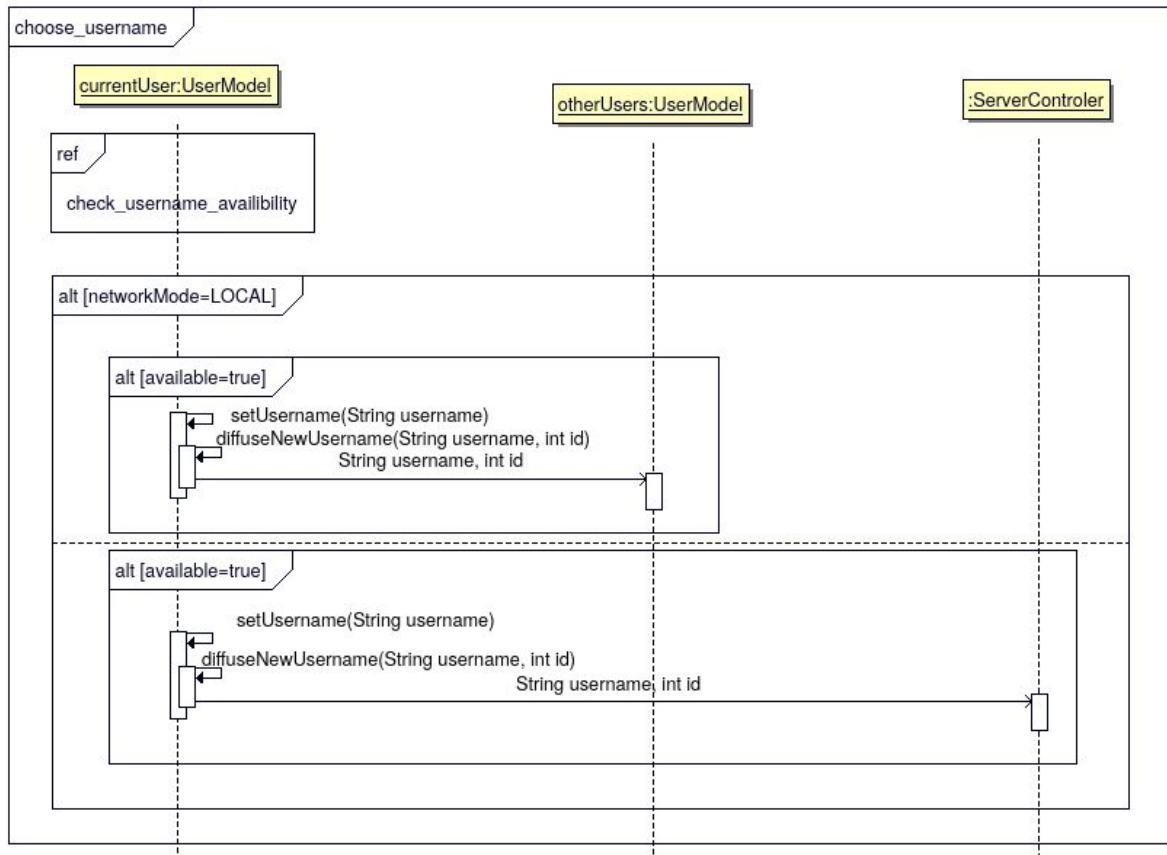 choose_username
currentUser:UserModel
otherUsers:UserModel
:ServerControler
ref
check_username_availibility
alt [networkMode=LOCAL]
alt [available=true]
setUsername(String username)
diffuseNewUsername(String username, int id)
String username, int id
alt [available=true]
setUsername(String username)
diffuseNewUsername(String username, int id)
String username, int id